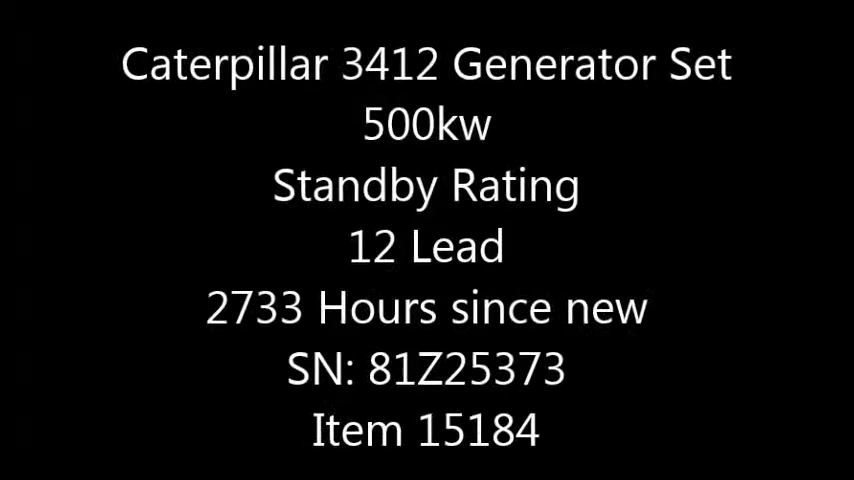 Caterpillar 3412 Generator Set
500kw
Standby Rating
12 Lead
2733 Hours since new
SN: 81Z25373
Item 15184